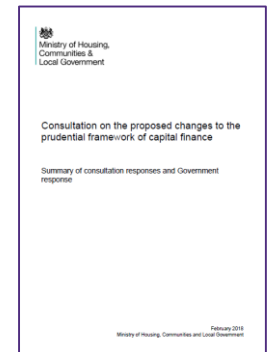 Ministry of Housing,
Communities &
Local Government
Consultation on the proposed changes to the
prudential framework of capital finance
Summary of consultation responses and Government
response
February 2018
Ministry of Housing, Communities and Local Government